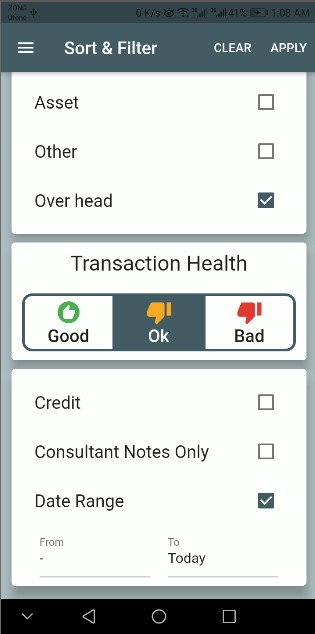 ZONG
Ufone
0 K/s 41% 1:08 AM
Sort & Filter CLEAR APPLY
Asset
Other
Over head
Transaction Health
Good Ok Bad
Credit
Consultant Notes Only
Date Range
From To
- Today